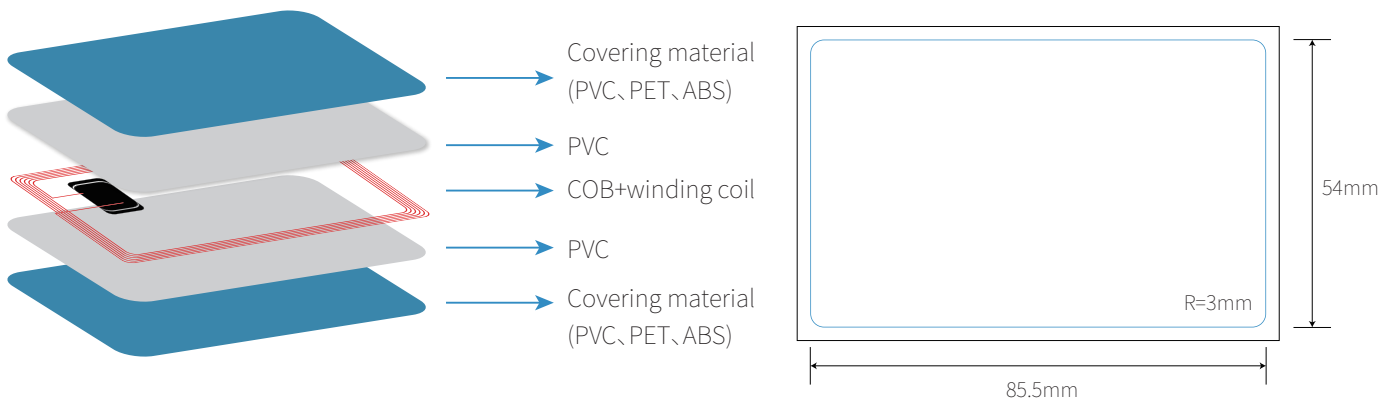 Covering material
(PVC、PET、ABS)
PVC
COB+winding coil
PVC
Covering material
(PVC、PET、ABS)
54mm
R=3mm
85.5mm